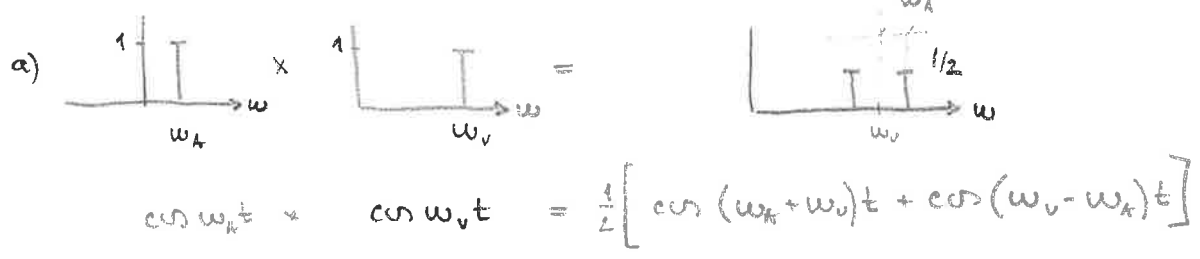 ω_A
a) 1 × 1 = 1/2
ω ω ω
ω_A ω_V ω_V
cos ω_A t × cos ω_V t = 1/2 [ cos (ω_A + ω_V)t + cos (ω_V - ω_A)t ]